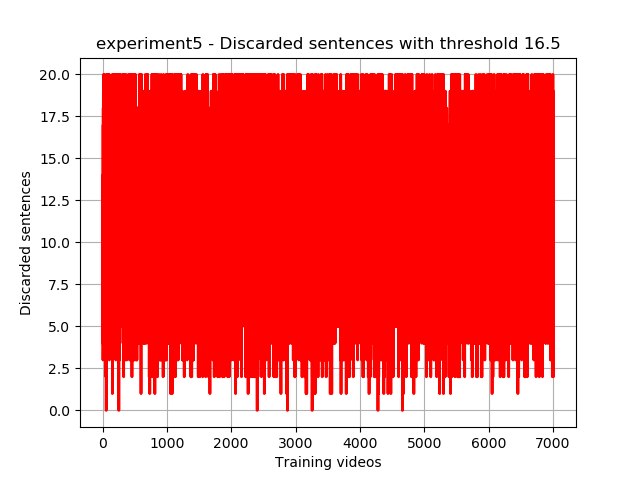 experiment5 - Discarded sentences with threshold 16.5
20.0
17.5
15.0
12.5
10.0
7.5
5.0
2.5
0.0
Discarded sentences
0 1000 2000 3000 4000 5000 6000 7000
Training videos